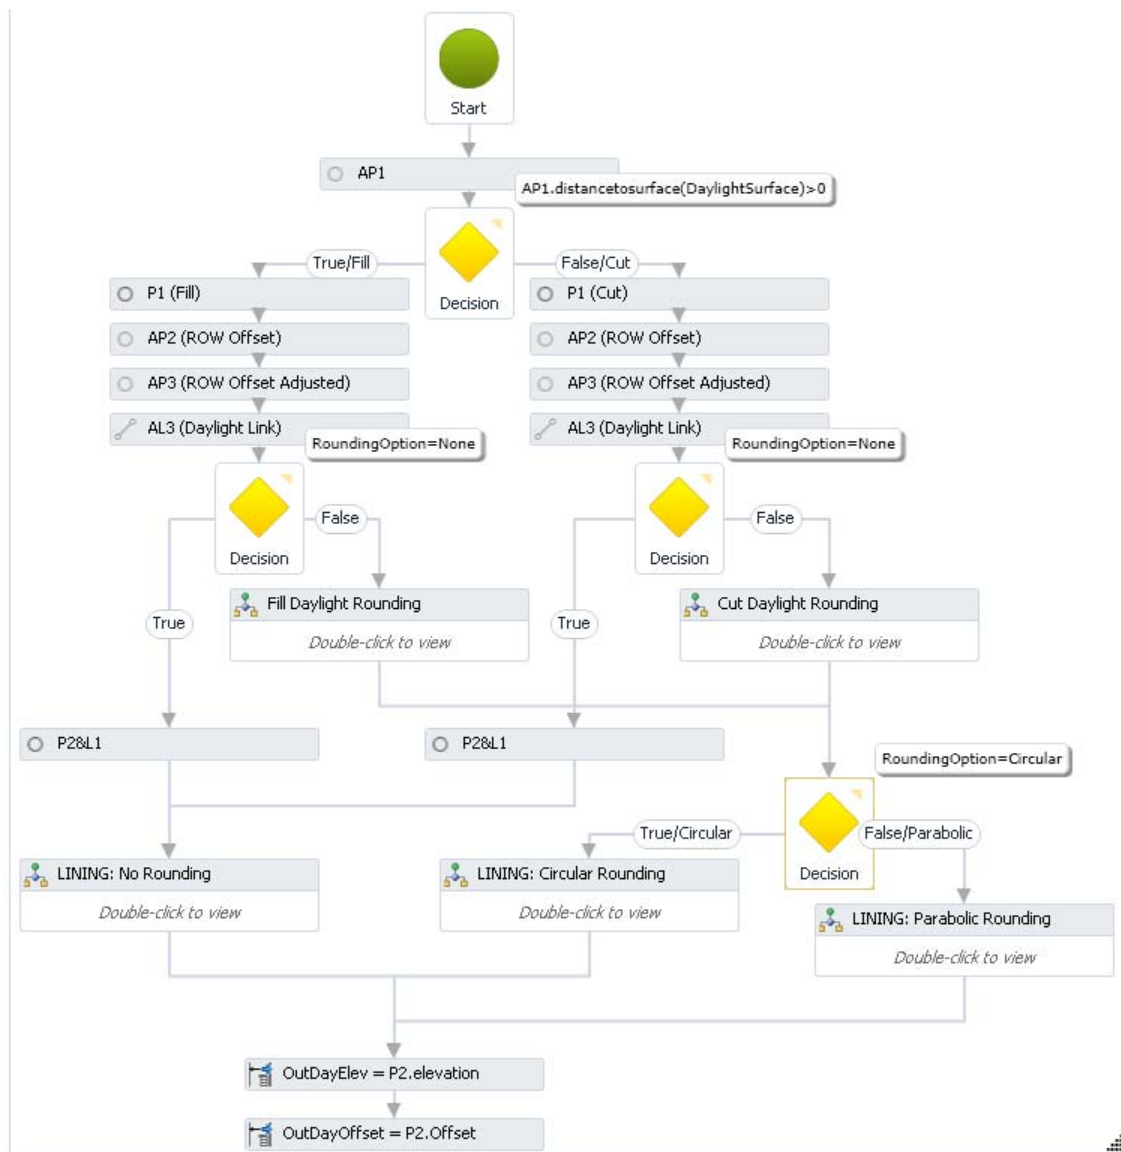 Start
AP1
AP1.distancetosurface(DaylightSurface)>0
True/Fill
False/Cut
Decision
P1 (Fill)
P1 (Cut)
AP2 (ROW Offset)
AP2 (ROW Offset)
AP3 (ROW Offset Adjusted)
AP3 (ROW Offset Adjusted)
AL3 (Daylight Link)
AL3 (Daylight Link)
RoundingOption=None
RoundingOption=None
False
False
Decision
Decision
Fill Daylight Rounding
Cut Daylight Rounding
True
True
Double-click to view
Double-click to view
P2&L1
P2&L1
RoundingOption=Circular
True/Circular
False/Parabolic
Decision
LINING: No Rounding
LINING: Circular Rounding
Double-click to view
Double-click to view
LINING: Parabolic Rounding
Double-click to view
OutDayElev = P2.elevation
OutDayOffset = P2.Offset